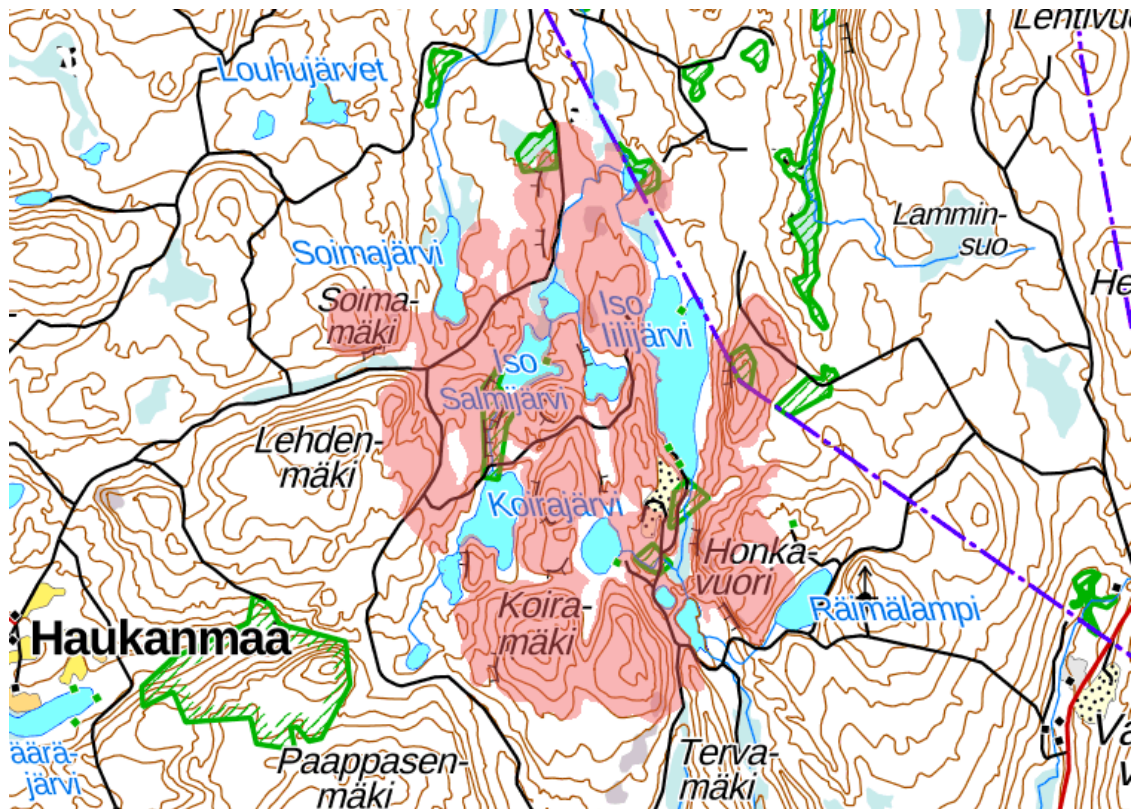 Louhujärvet
Lammin-
suo
Soimajärvi
Soima-
mäki
Iso
Iilijärvi
Iso
Salmijärvi
Lehden-
mäki
Koirajärvi
Honka-
vuori
Koira-
mäki
Räimälampi
Haukanmaa
Paappasen-
mäki
Terva-
mäki
järvi